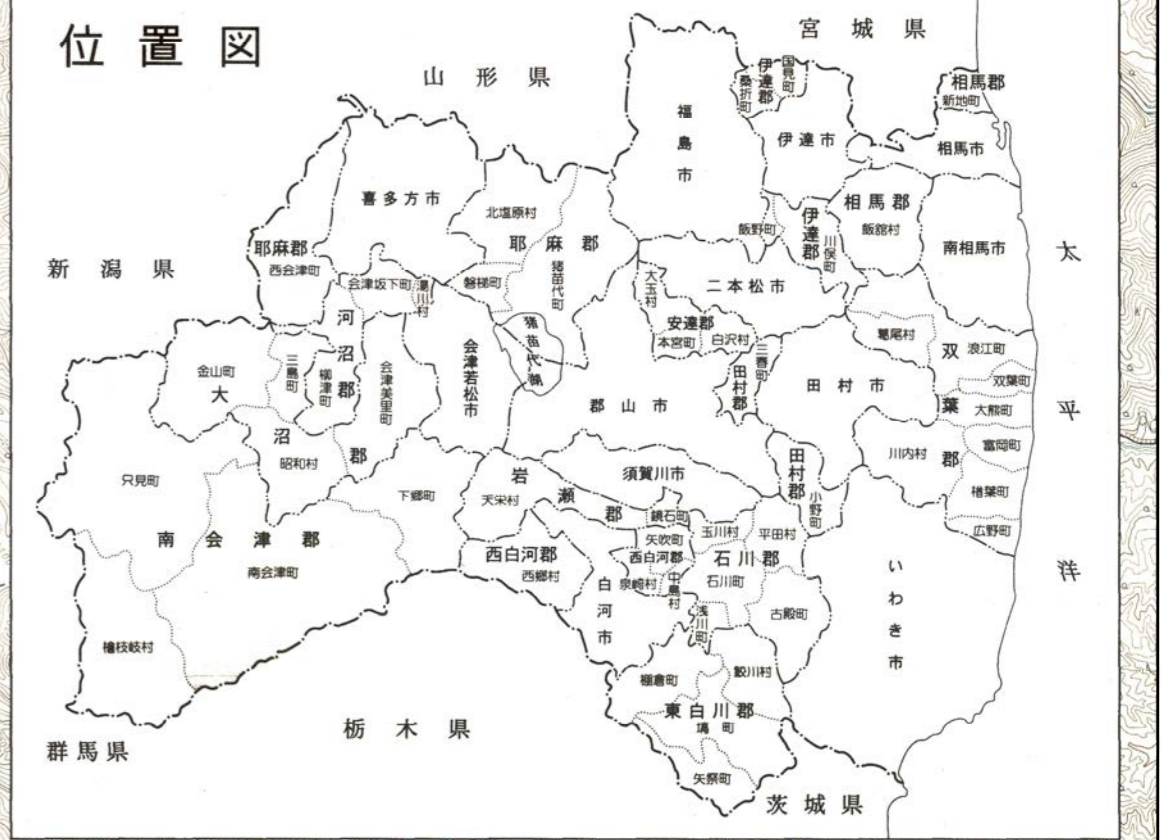 位置図
宮城県
山形県
新潟県
群馬県
栃木県
茨城県
太平洋
福島市
伊達郡
桑折町
国見町
伊達市
相馬郡
新地町
相馬市
喜多方市
北塩原村
耶麻郡
猪苗代町
磐梯町
耶麻郡
西会津町
飯野町
伊達郡
川俣町
相馬郡
飯舘村
南相馬市
会津坂下町
湯川村
河沼郡
柳津町
会津若松市
猪苗代湖
大玉村
二本松市
安達郡
本宮町
白沢村
三春町
田村郡
田村市
葛尾村
双葉郡
浪江町
双葉町
大熊町
富岡町
川内村
楢葉町
広野町
金山町
大沼郡
三島町
会津美里町
昭和村
郡山市
只見町
南会津郡
南会津町
下郷町
檜枝岐村
岩瀬郡
天栄村
須賀川市
鏡石町
田村郡
小野町
西白河郡
西郷村
矢吹町
西白河郡
泉崎村
中島村
白河市
玉川村
平田村
石川郡
石川町
浅川町
古殿町
いわき市
棚倉町
鮫川村
東白川郡
塙町
矢祭町